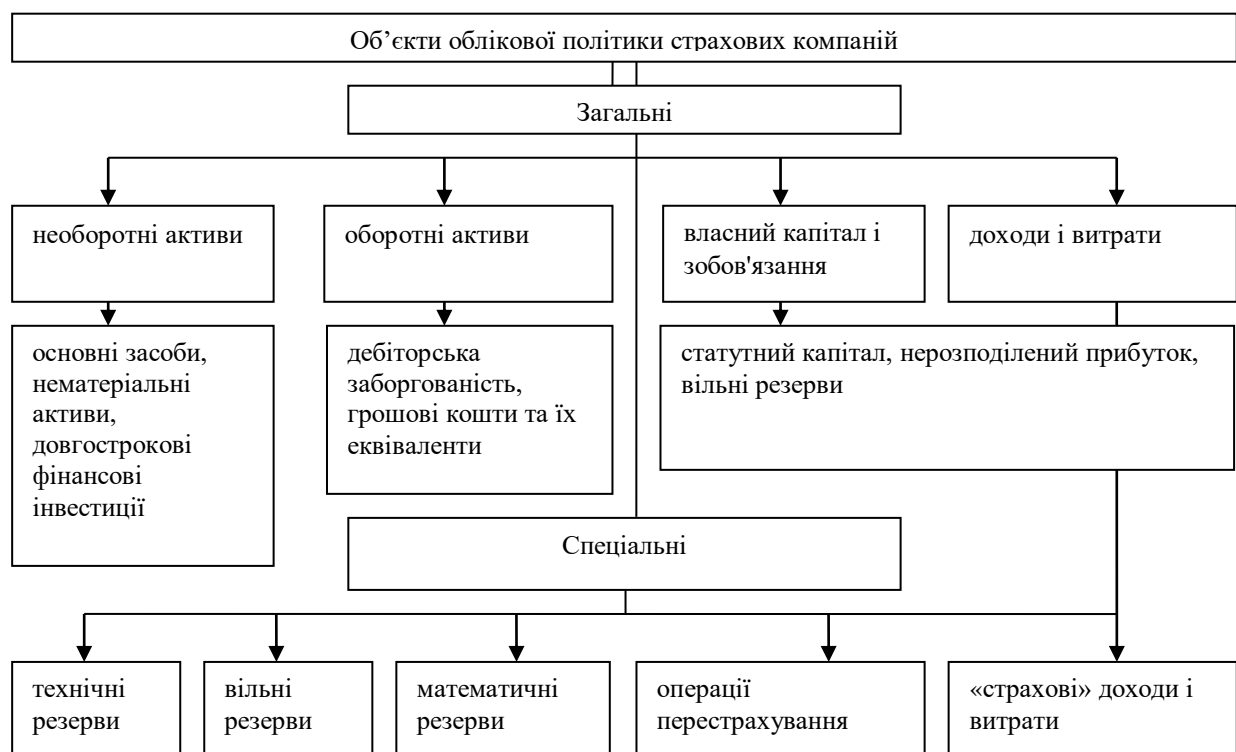 Об’єкти облікової політики страхових компаній
Загальні
необоротні активи
оборотні активи
власний капітал і
зобов'язання
доходи і витрати
основні засоби,
нематеріальні
активи,
довгострокові
фінансові
інвестиції
дебіторська
заборгованість,
грошові кошти та їх
еквіваленти
статутний капітал, нерозподілений прибуток,
вільні резерви
Спеціальні
технічні
резерви
вільні
резерви
математичні
резерви
операції
перестрахування
«страхові» доходи і
витрати